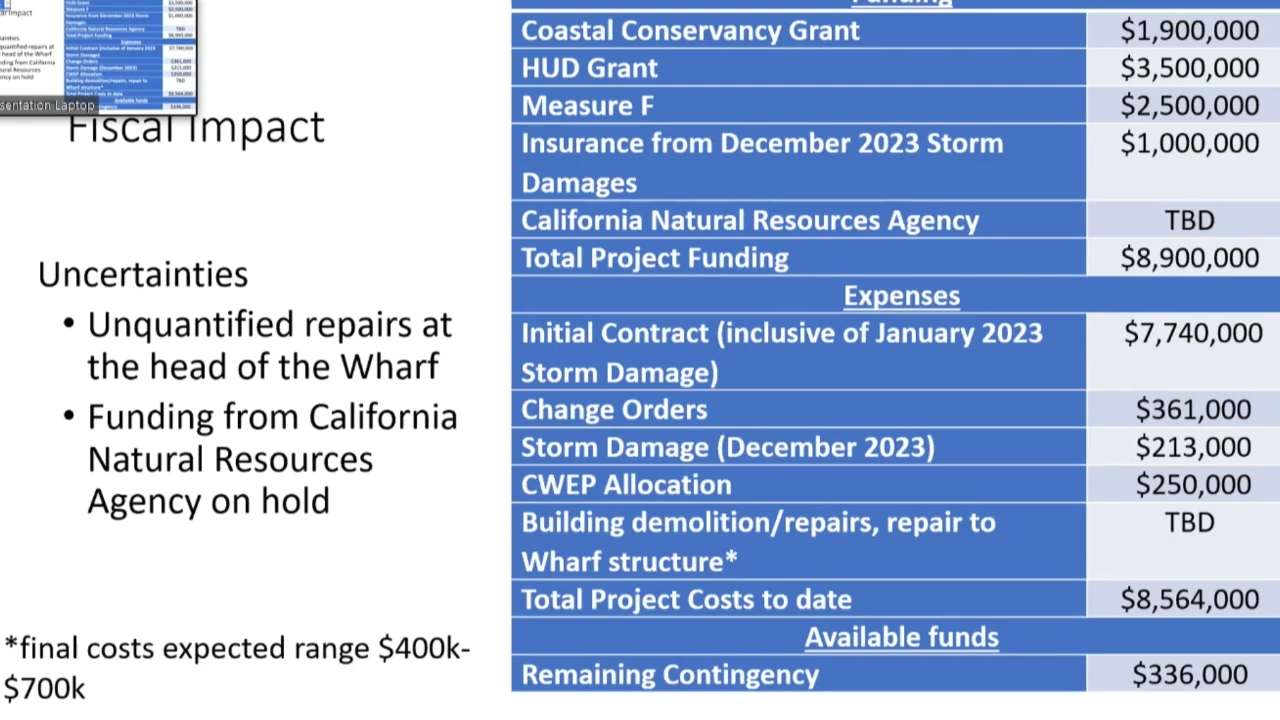 Fiscal Impact
Uncertainties
• Unquantified repairs at
the head of the Wharf
• Funding from California
Natural Resources
Agency on hold
*final costs expected range $400k-
$700k
Funding
Coastal Conservancy Grant $1,900,000
HUD Grant $3,500,000
Measure F $2,500,000
Insurance from December 2023 Storm $1,000,000
Damages
California Natural Resources Agency TBD
Total Project Funding $8,900,000
Expenses
Initial Contract (inclusive of January 2023 $7,740,000
Storm Damage)
Change Orders $361,000
Storm Damage (December 2023) $213,000
CWEP Allocation $250,000
Building demolition/repairs, repair to TBD
Wharf structure*
Total Project Costs to date $8,564,000
Available funds
Remaining Contingency $336,000
sentation Laptop